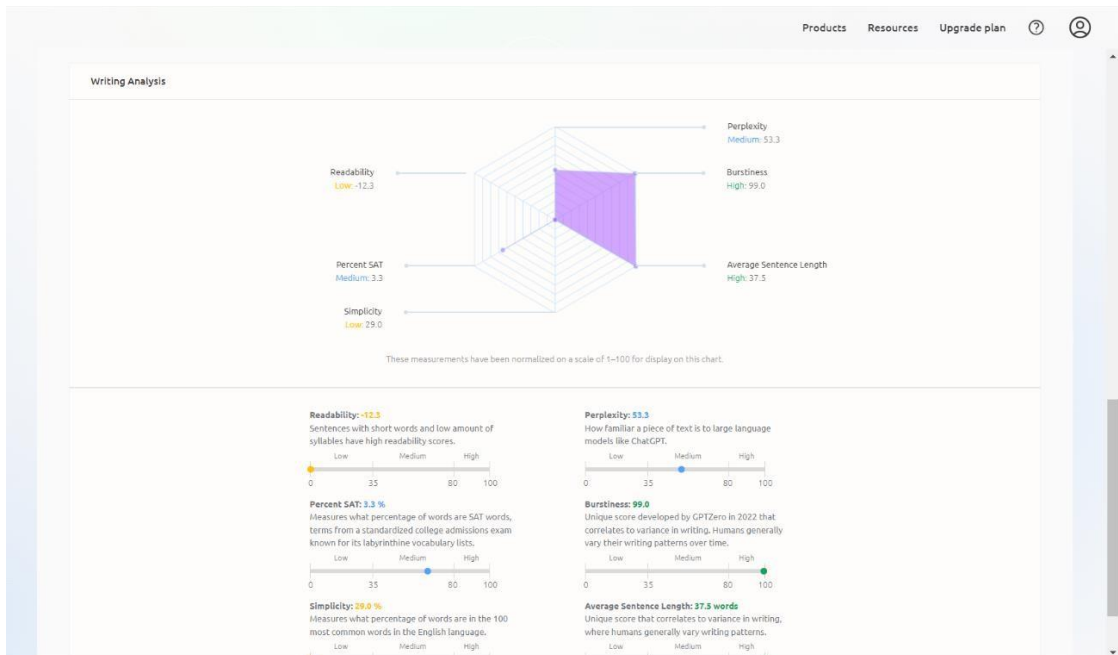 Products Resources Upgrade plan ?
Writing Analysis
Perplexity
Medium: 53.3
Readability
Low: -12.3
Burstiness
High: 99.0
Percent SAT
Medium: 3.3
Average Sentence Length
High: 37.5
Simplicity
Low: 29.0
These measurements have been normalized on a scale of 1–100 for display on this chart.
Readability: -12.3
Sentences with short words and low amount of
syllables have high readability scores.
Low Medium High
0 35 80 100
Perplexity: 53.3
How familiar a piece of text is to large language
models like ChatGPT.
Low Medium High
0 35 80 100
Percent SAT: 3.3 %
Measures what percentage of words are SAT words,
terms from a standardized college admissions exam
known for its labyrinthine vocabulary lists.
Low Medium High
0 35 80 100
Burstiness: 99.0
Unique score developed by GPTZero in 2022 that
correlates to variance in writing. Humans generally
vary their writing patterns over time.
Low Medium High
0 35 80 100
Simplicity: 29.0 %
Measures what percentage of words are in the 100
most common words in the English language.
Low Medium High
Average Sentence Length: 37.5 words
Unique score that correlates to variance in writing,
where humans generally vary writing patterns.
Low Medium High